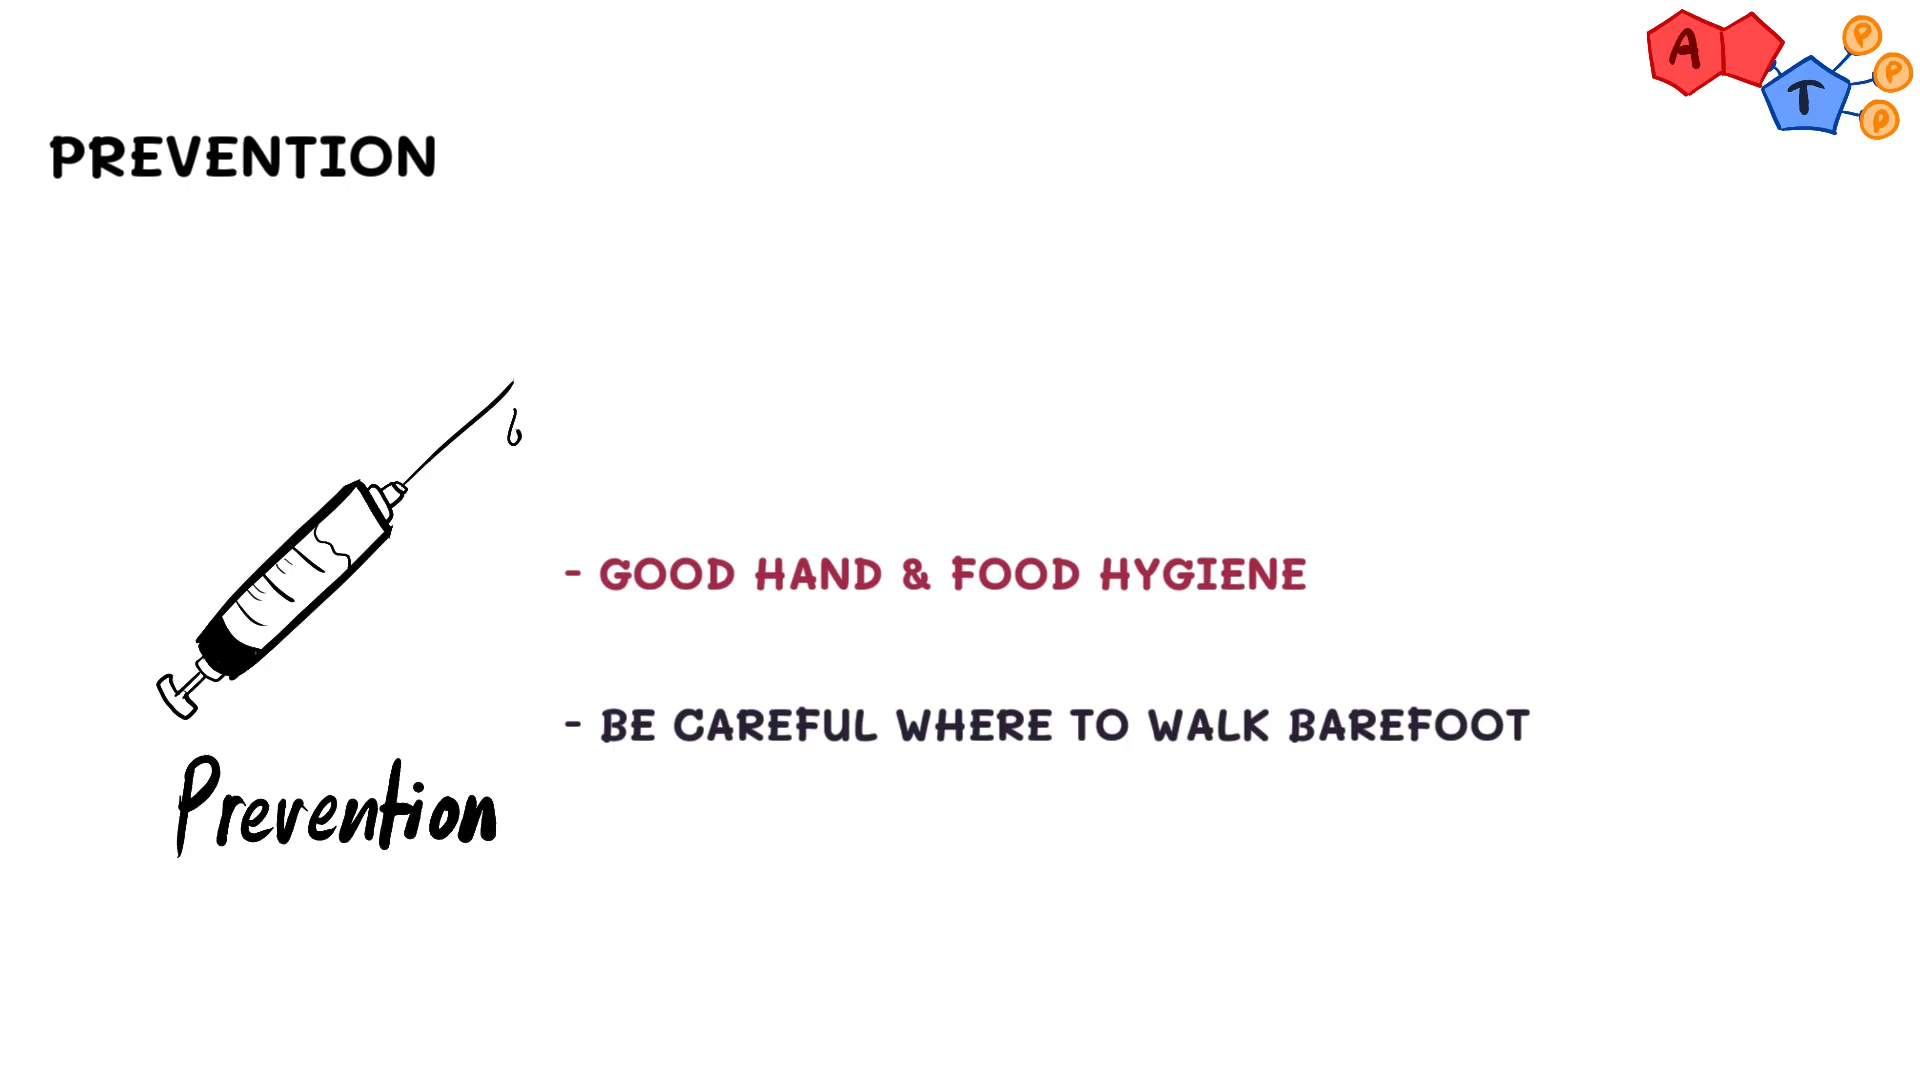 A
T
P
P
P
PREVENTION
- GOOD HAND & FOOD HYGIENE
- BE CAREFUL WHERE TO WALK BAREFOOT
Prevention